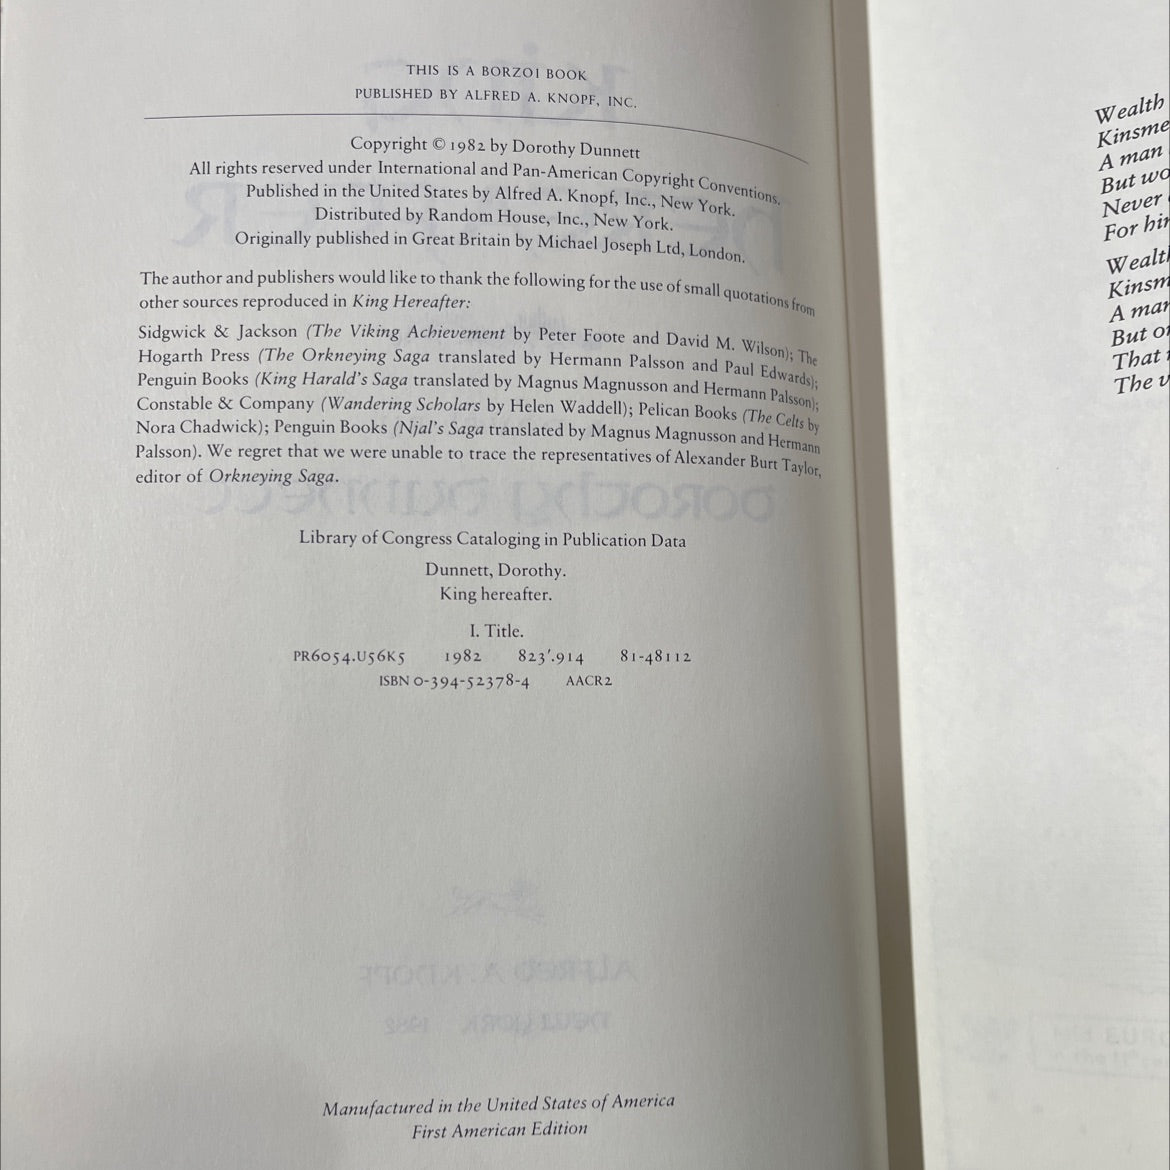 THIS IS A BORZOI BOOK
PUBLISHED BY ALFRED A. KNOPF, INC.
Copyright © 1982 by Dorothy Dunnett
All rights reserved under International and Pan-American Copyright Conventions.
Published in the United States by Alfred A. Knopf, Inc., New York.
Distributed by Random House, Inc., New York.
Originally published in Great Britain by Michael Joseph Ltd, London.
The author and publishers would like to thank the following for the use of small quotations from
other sources reproduced in King Hereafter:
Sidgwick & Jackson (The Viking Achievement by Peter Foote and David M. Wilson); The
Hogarth Press (The Orkneying Saga translated by Hermann Palsson and Paul Edwards);
Penguin Books (King Harald's Saga translated by Magnus Magnusson and Hermann Palsson);
Constable & Company (Wandering Scholars by Helen Waddell); Pelican Books (The Celts by
Nora Chadwick); Penguin Books (Njal's Saga translated by Magnus Magnusson and Hermann
Palsson). We regret that we were unable to trace the representatives of Alexander Burt Taylor,
editor of Orkneying Saga.
Library of Congress Cataloging in Publication Data
Dunnett, Dorothy.
King hereafter.
I. Title.
PR6054.U56K5 1982 823'.914 81-48112
ISBN 0-394-52378-4 AACR2
Manufactured in the United States of America
First American Edition
Wealth
Kinsme
A man
But wo
Never
For hir
Wealth
Kinsm
A man
But o
That
The v